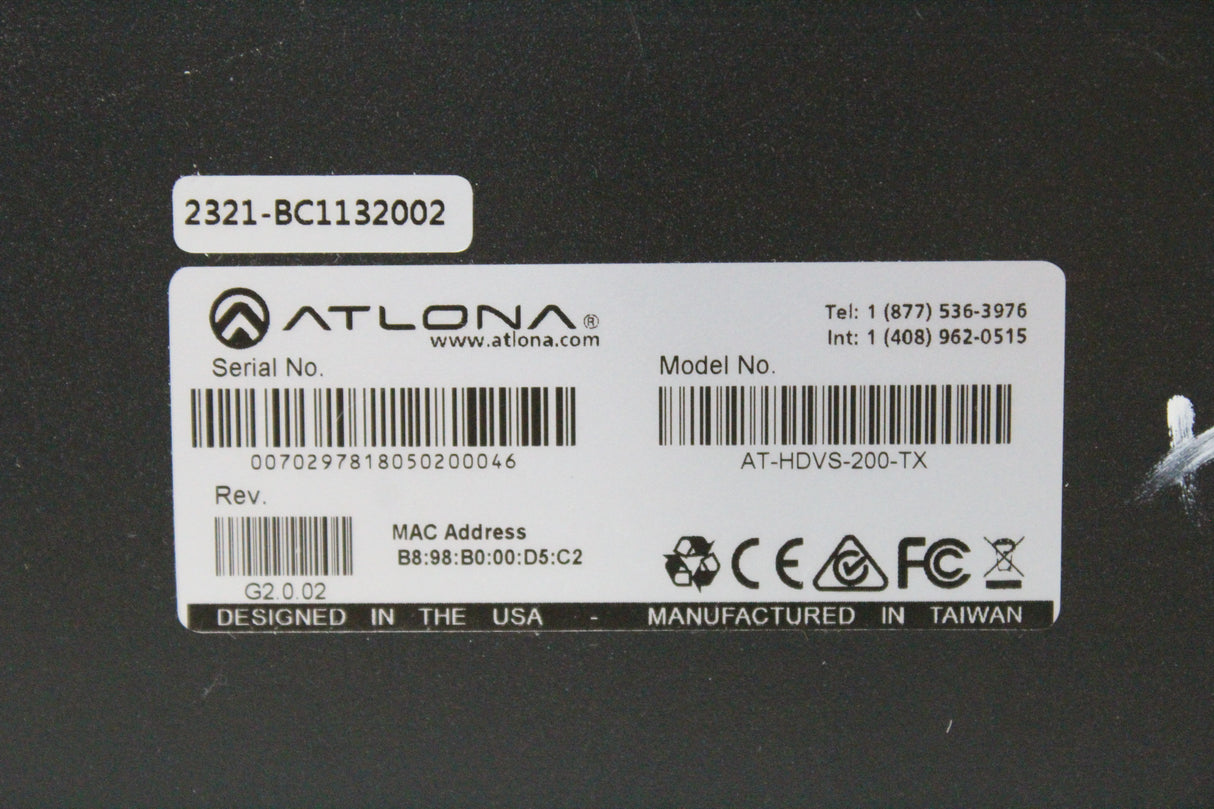 2321-BC1132002
ATLONA®
www.atlona.com
Tel: 1 (877) 536-3976
Int: 1 (408) 962-0515
Serial No.
0070297818050200046
Model No.
AT-HDVS-200-TX
Rev.
G2.0.02
MAC Address
B8:98:B0:00:D5:C2
CE FC
DESIGNED IN THE USA - MANUFACTURED IN TAIWAN